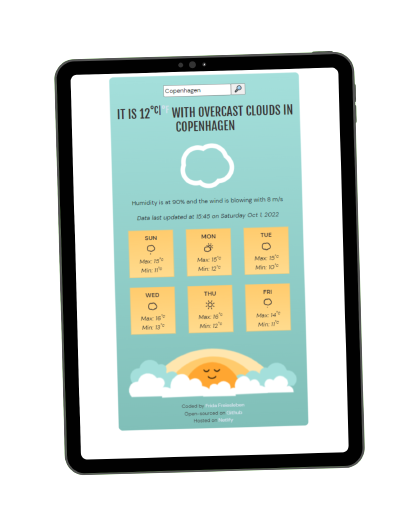 Copenhagen
IT IS 12°C| WITH OVERCAST CLOUDS IN
COPENHAGEN
Humidity is at 90% and the wind is blowing with 8 m/s
Data last updated at 15:45 on Saturday Oct 1, 2022
SUN MON TUE
Max: 15°c Max: 15°c Max: 15°c
Min: 11°c Min: 12°c Min: 10°c
WED THU FRI
Max: 16°c Max: 16°c Max: 14°c
Min: 13°c Min: 12°c Min: 11°c
Coded by
Open-sourced on GitHub
Hosted on Netlify